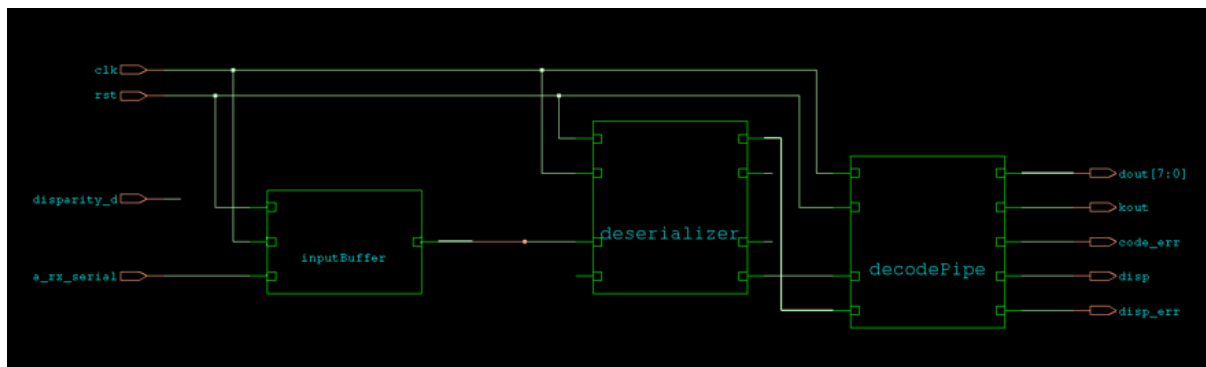 clk
rst
disparity_d
a_rx_serial
inputBuffer
deserializer
decodePipe
dout[7:0]
kout
code_err
disp
disp_err